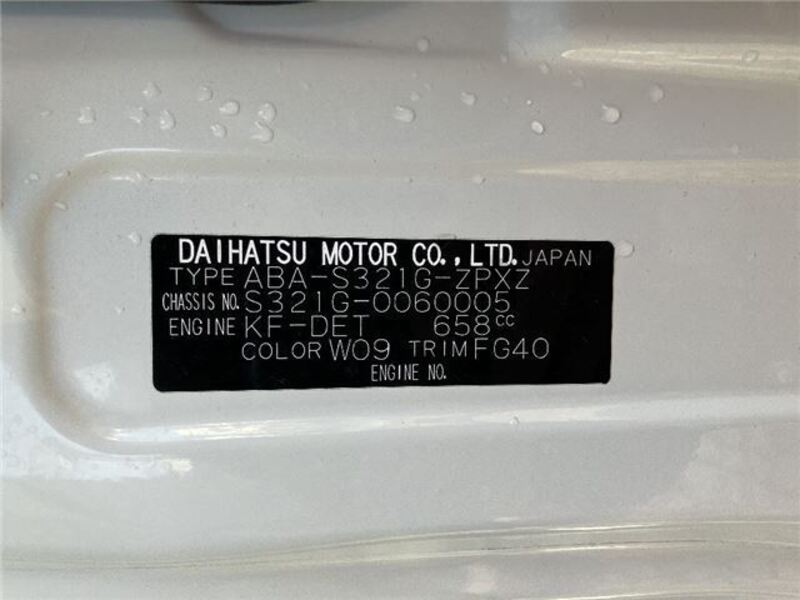 DAIHATSU MOTOR CO.,LTD. JAPAN
TYPE ABA-S321G-ZPXZ
CHASSIS NO. S321G-0060005
ENGINE KF-DET 658CC
COLOR W09 TRIM FG40
ENGINE NO.